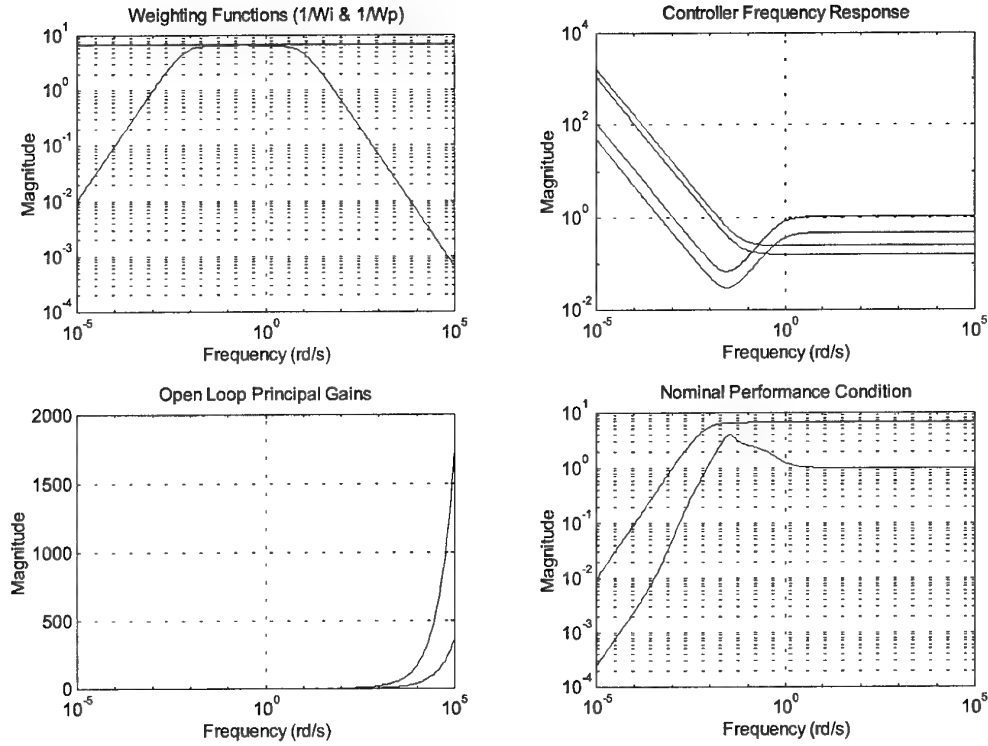 Weighting Functions (1/Wi & 1/Wp)
Magnitude
10^1
10^0
10^-1
10^-2
10^-3
10^-4
10^-5
10^0
10^5
Frequency (rd/s)
Controller Frequency Response
Magnitude
10^4
10^2
10^0
10^-2
10^-5
10^0
10^5
Frequency (rd/s)
Open Loop Principal Gains
Magnitude
2000
1500
1000
500
0
10^-5
10^0
10^5
Frequency (rd/s)
Nominal Performance Condition
Magnitude
10^1
10^0
10^-1
10^-2
10^-3
10^-4
10^-5
10^0
10^5
Frequency (rd/s)